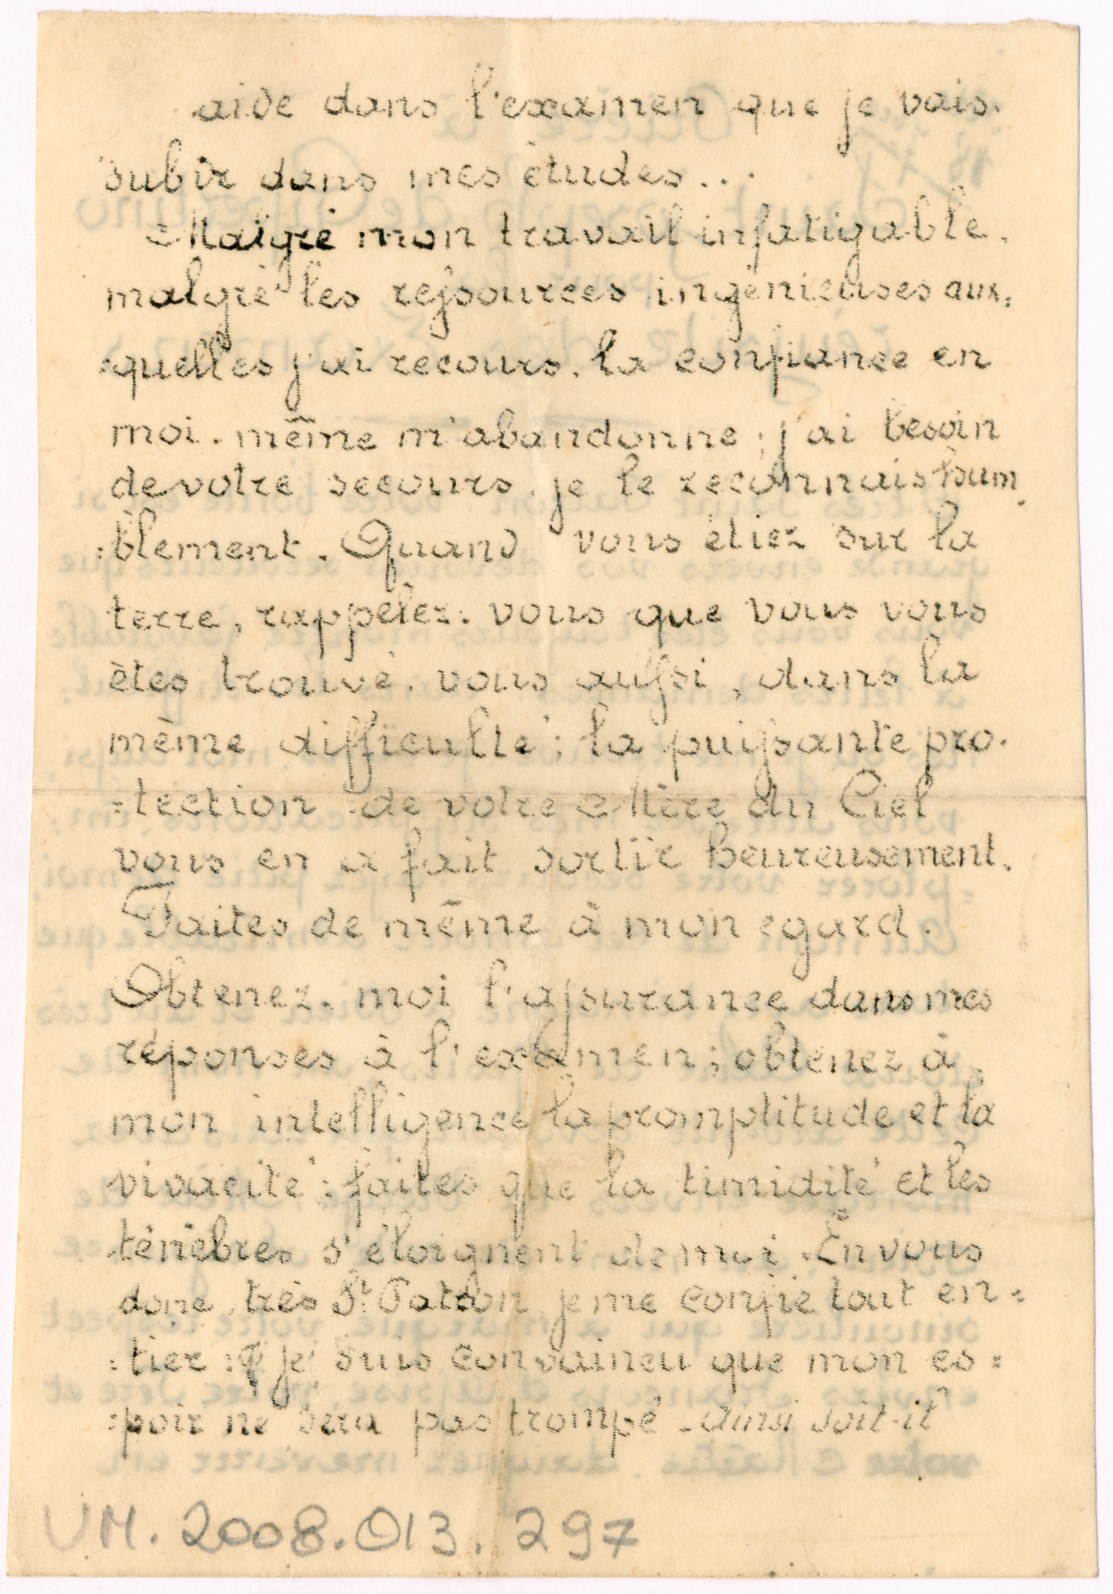 aide dans l'examen que je vais.
subir dans mes études...
Malgré mon travail infatigable.
malgré les ressources ingénieuses aux=
=quelles j'ai recours. la confiance en
moi. même m'abandonne; j'ai besoin
de votre secours. je le reconnais hum
=blement. Quand vous étiez sur la
terre, rappelez. vous que vous vous
êtes trouvé. vous aussi, dans la
même difficulté; la puissante pro.
=tection de votre Mère du Ciel
vous en a fait sortir heureusement.
Faites de même à mon egard.
Obtenez. moi l'assurance dans mes
réponses à l'examen; obtenez à
mon intelligence la promptitude et la
vivacité: faites que la timidité et les
ténèbres s'éloignent de moi. En vous
donc, très St Patron, je me confie tout en=
=tier: je suis convaincu que mon es=
=poir ne sera pas trompé. ainsi soit-il
UM. 2008.013. 297